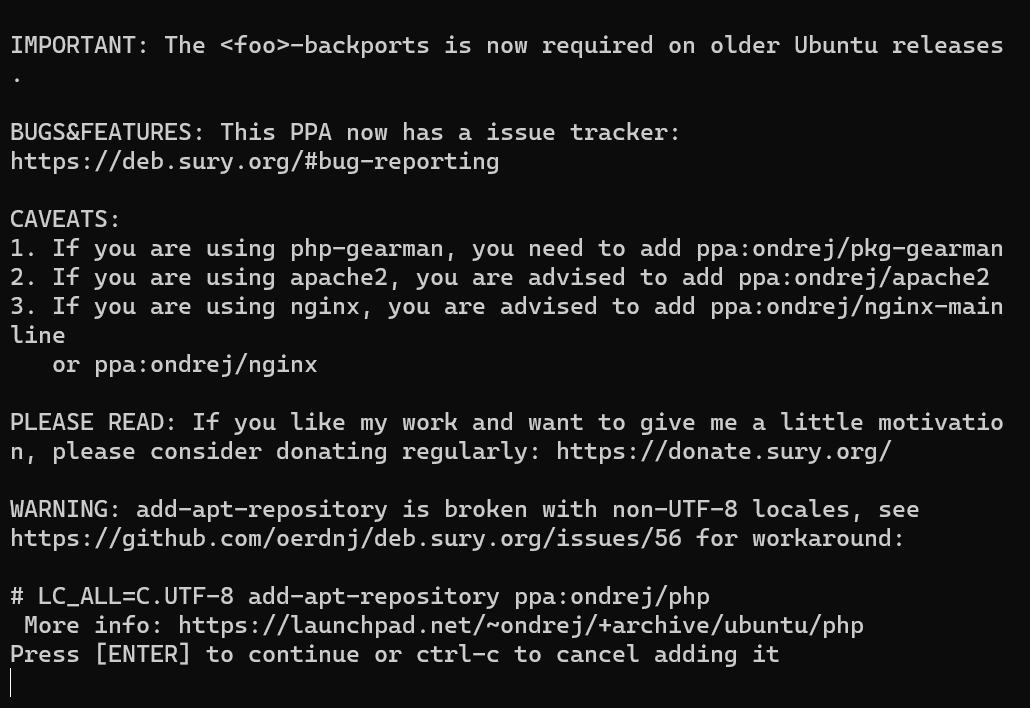 IMPORTANT: The <foo>-backports is now required on older Ubuntu releases
.
BUGS&FEATURES: This PPA now has a issue tracker:
https://deb.sury.org/#bug-reporting
CAVEATS:
1. If you are using php-gearman, you need to add ppa:ondrej/pkg-gearman
2. If you are using apache2, you are advised to add ppa:ondrej/apache2
3. If you are using nginx, you are advised to add ppa:ondrej/nginx-main
line
   or ppa:ondrej/nginx
PLEASE READ: If you like my work and want to give me a little motivatio
n, please consider donating regularly: https://donate.sury.org/
WARNING: add-apt-repository is broken with non-UTF-8 locales, see
https://github.com/oerdnj/deb.sury.org/issues/56 for workaround:
# LC_ALL=C.UTF-8 add-apt-repository ppa:ondrej/php
 More info: https://launchpad.net/~ondrej/+archive/ubuntu/php
Press [ENTER] to continue or ctrl-c to cancel adding it